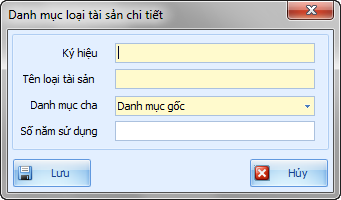 Danh mục loại tài sản chi tiết
Ký hiệu
Tên loại tài sản
Danh mục cha Danh mục gốc
Số năm sử dụng
Lưu Hủy